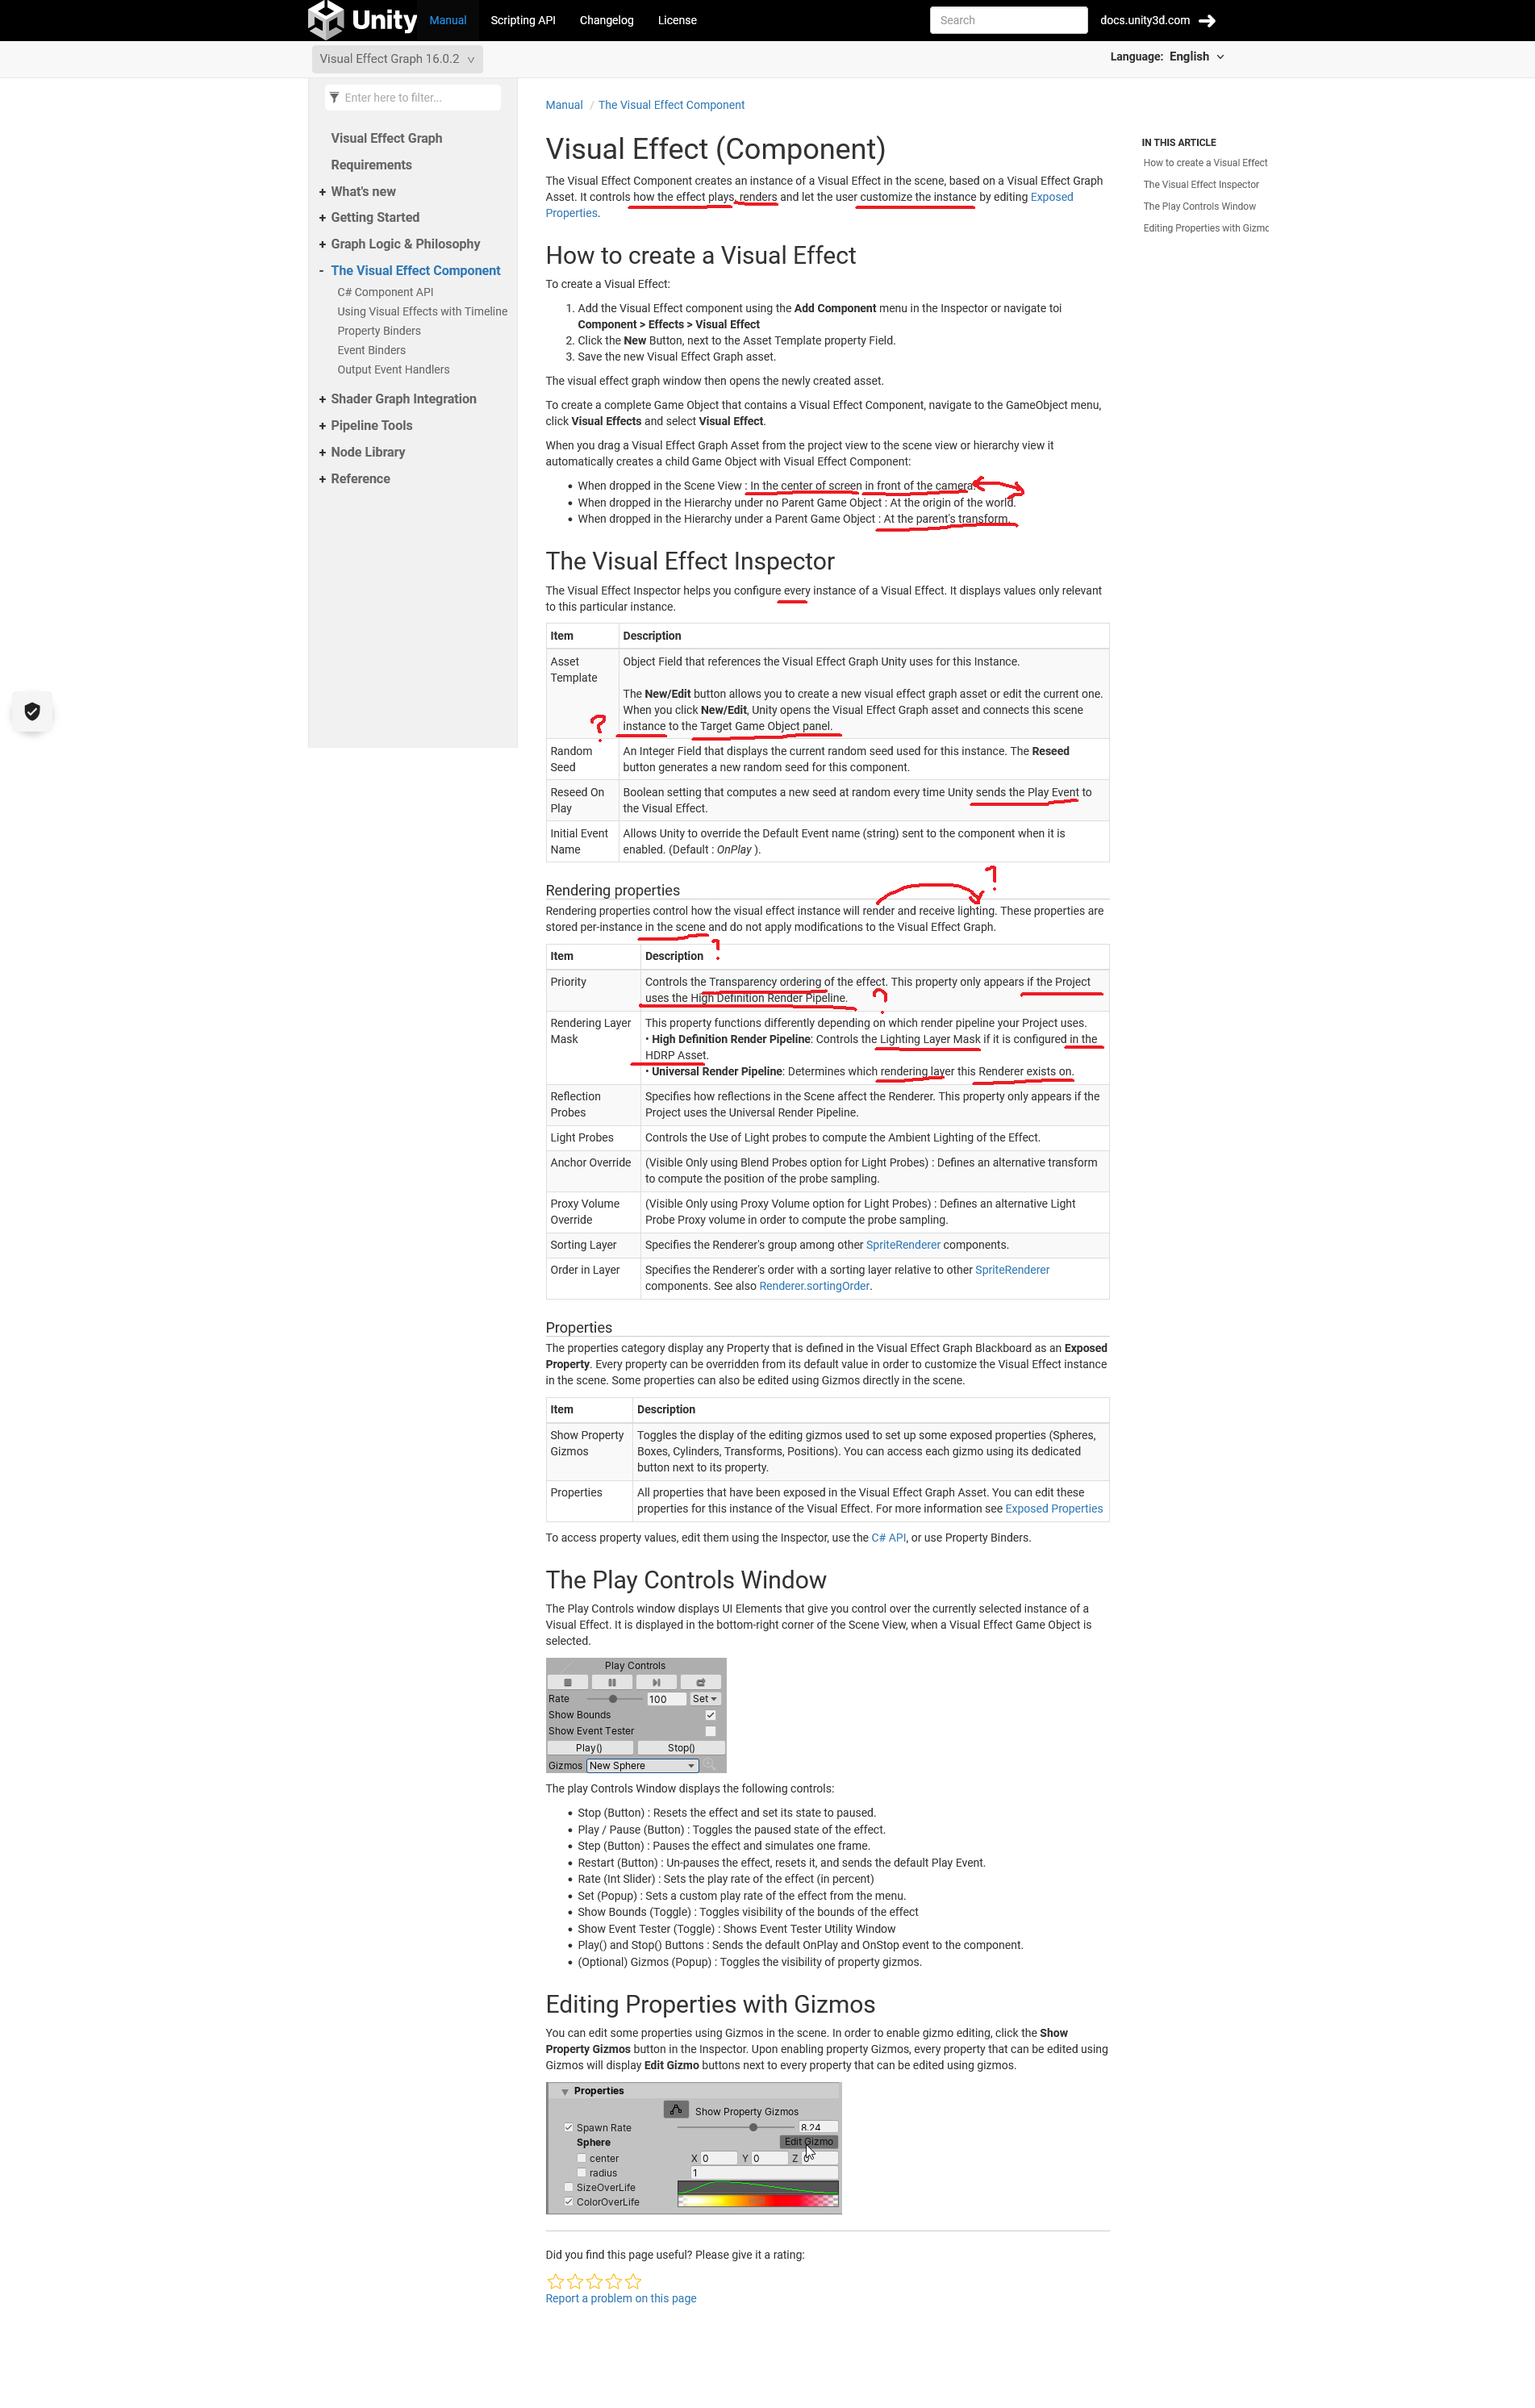 Unity
Manual
Scripting API
Changelog
License
Search
docs.unity3d.com
Visual Effect Graph 16.0.2
Language: English
Enter here to filter...
Visual Effect Graph
Requirements
+ What's new
+ Getting Started
+ Graph Logic & Philosophy
- The Visual Effect Component
C# Component API
Using Visual Effects with Timeline
Property Binders
Event Binders
Output Event Handlers
+ Shader Graph Integration
+ Pipeline Tools
+ Node Library
+ Reference
Manual / The Visual Effect Component
Visual Effect (Component)
The Visual Effect Component creates an instance of a Visual Effect in the scene, based on a Visual Effect Graph
Asset. It controls how the effect plays, renders and let the user customize the instance by editing Exposed
Properties.
How to create a Visual Effect
To create a Visual Effect:
1. Add the Visual Effect component using the Add Component menu in the Inspector or navigate toi
Component > Effects > Visual Effect
2. Click the New Button, next to the Asset Template property Field.
3. Save the new Visual Effect Graph asset.
The visual effect graph window then opens the newly created asset.
To create a complete Game Object that contains a Visual Effect Component, navigate to the GameObject menu,
click Visual Effects and select Visual Effect.
When you drag a Visual Effect Graph Asset from the project view to the scene view or hierarchy view it
automatically creates a child Game Object with Visual Effect Component:
• When dropped in the Scene View : In the center of screen in front of the camera.
• When dropped in the Hierarchy under no Parent Game Object : At the origin of the world.
• When dropped in the Hierarchy under a Parent Game Object : At the parent's transform.
The Visual Effect Inspector
The Visual Effect Inspector helps you configure every instance of a Visual Effect. It displays values only relevant
to this particular instance.
Item Description
Asset Template
Object Field that references the Visual Effect Graph Unity uses for this Instance.
The New/Edit button allows you to create a new visual effect graph asset or edit the current one.
When you click New/Edit, Unity opens the Visual Effect Graph asset and connects this scene
instance to the Target Game Object panel.
?
Random Seed
An Integer Field that displays the current random seed used for this instance. The Reseed
button generates a new random seed for this component.
Reseed On Play
Boolean setting that computes a new seed at random every time Unity sends the Play Event to
the Visual Effect.
Initial Event Name
Allows Unity to override the Default Event name (string) sent to the component when it is
enabled. (Default : OnPlay ).
?
Rendering properties
Rendering properties control how the visual effect instance will render and receive lighting. These properties are
stored per-instance in the scene and do not apply modifications to the Visual Effect Graph.
Item Description
?
Priority
Controls the Transparency ordering of the effect. This property only appears if the Project
uses the High Definition Render Pipeline.
?
Rendering Layer Mask
This property functions differently depending on which render pipeline your Project uses.
• High Definition Render Pipeline: Controls the Lighting Layer Mask if it is configured in the
HDRP Asset.
• Universal Render Pipeline: Determines which rendering layer this Renderer exists on.
Reflection Probes
Specifies how reflections in the Scene affect the Renderer. This property only appears if the
Project uses the Universal Render Pipeline.
Light Probes
Controls the Use of Light probes to compute the Ambient Lighting of the Effect.
Anchor Override
(Visible Only using Blend Probes option for Light Probes) : Defines an alternative transform
to compute the position of the probe sampling.
Proxy Volume Override
(Visible Only using Proxy Volume option for Light Probes) : Defines an alternative Light
Probe Proxy volume in order to compute the probe sampling.
Sorting Layer
Specifies the Renderer's group among other SpriteRenderer components.
Order in Layer
Specifies the Renderer's order with a sorting layer relative to other SpriteRenderer
components. See also Renderer.sortingOrder.
Properties
The properties category display any Property that is defined in the Visual Effect Graph Blackboard as an Exposed
Property. Every property can be overridden from its default value in order to customize the Visual Effect instance
in the scene. Some properties can also be edited using Gizmos directly in the scene.
Item Description
Show Property Gizmos
Toggles the display of the editing gizmos used to set up some exposed properties (Spheres,
Boxes, Cylinders, Transforms, Positions). You can access each gizmo using its dedicated
button next to its property.
Properties
All properties that have been exposed in the Visual Effect Graph Asset. You can edit these
properties for this instance of the Visual Effect. For more information see Exposed Properties
To access property values, edit them using the Inspector, use the C# API, or use Property Binders.
The Play Controls Window
The Play Controls window displays UI Elements that give you control over the currently selected instance of a
Visual Effect. It is displayed in the bottom-right corner of the Scene View, when a Visual Effect Game Object is
selected.
Play Controls
Rate 100 Set
Show Bounds
Show Event Tester
Play() Stop()
Gizmos New Sphere
The play Controls Window displays the following controls:
• Stop (Button) : Resets the effect and set its state to paused.
• Play / Pause (Button) : Toggles the paused state of the effect.
• Step (Button) : Pauses the effect and simulates one frame.
• Restart (Button) : Un-pauses the effect, resets it, and sends the default Play Event.
• Rate (Int Slider) : Sets the play rate of the effect (in percent)
• Set (Popup) : Sets a custom play rate of the effect from the menu.
• Show Bounds (Toggle) : Toggles visibility of the bounds of the effect
• Show Event Tester (Toggle) : Shows Event Tester Utility Window
• Play() and Stop() Buttons : Sends the default OnPlay and OnStop event to the component.
• (Optional) Gizmos (Popup) : Toggles the visibility of property gizmos.
Editing Properties with Gizmos
You can edit some properties using Gizmos in the scene. In order to enable gizmo editing, click the Show
Property Gizmos button in the Inspector. Upon enabling property Gizmos, every property that can be edited using
Gizmos will display Edit Gizmo buttons next to every property that can be edited using gizmos.
Properties
Show Property Gizmos
Spawn Rate 8.24
Sphere Edit Gizmo
center X 0 Y 0 Z 0
radius 1
SizeOverLife
ColorOverLife
Did you find this page useful? Please give it a rating:
Report a problem on this page
IN THIS ARTICLE
How to create a Visual Effect
The Visual Effect Inspector
The Play Controls Window
Editing Properties with Gizmo